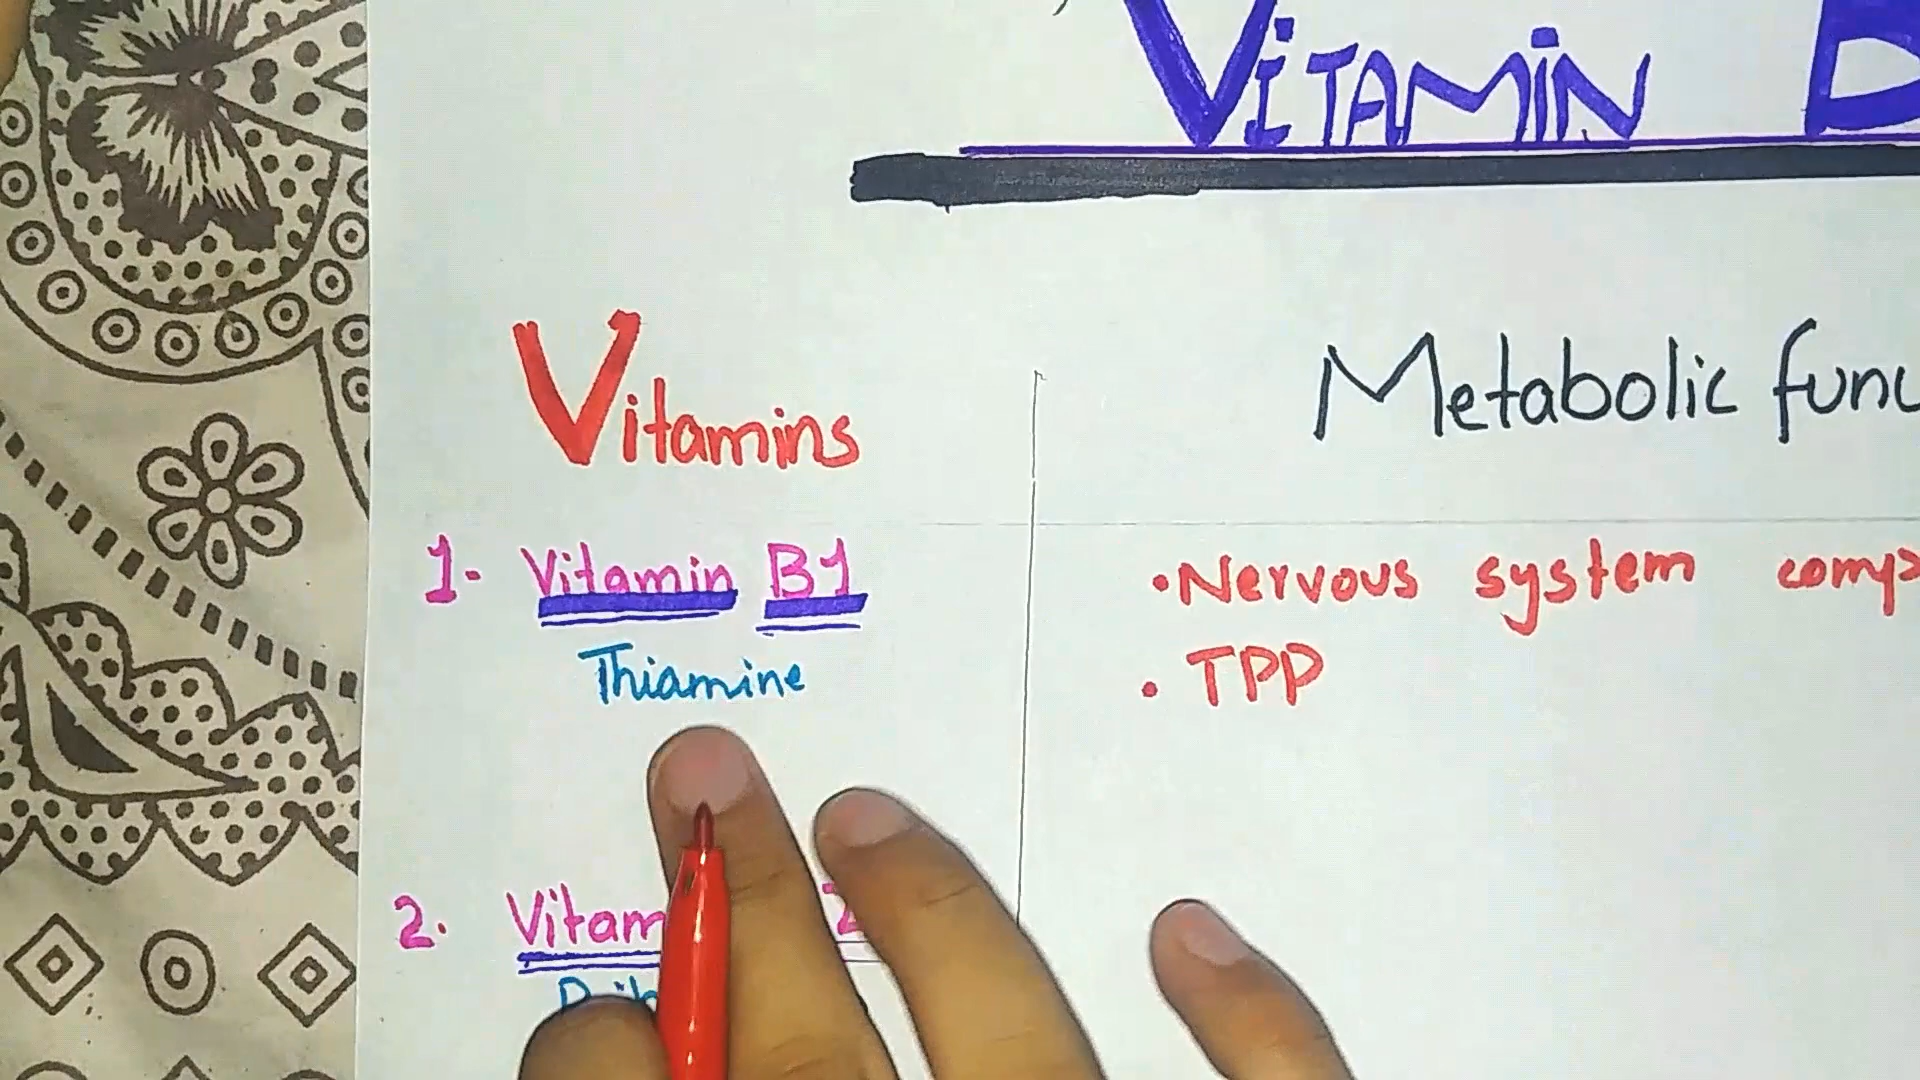 VITAMIN
Vitamins
Metabolic
1. Vitamin B1
Thiamine
• Nervous system
• TPP
2.